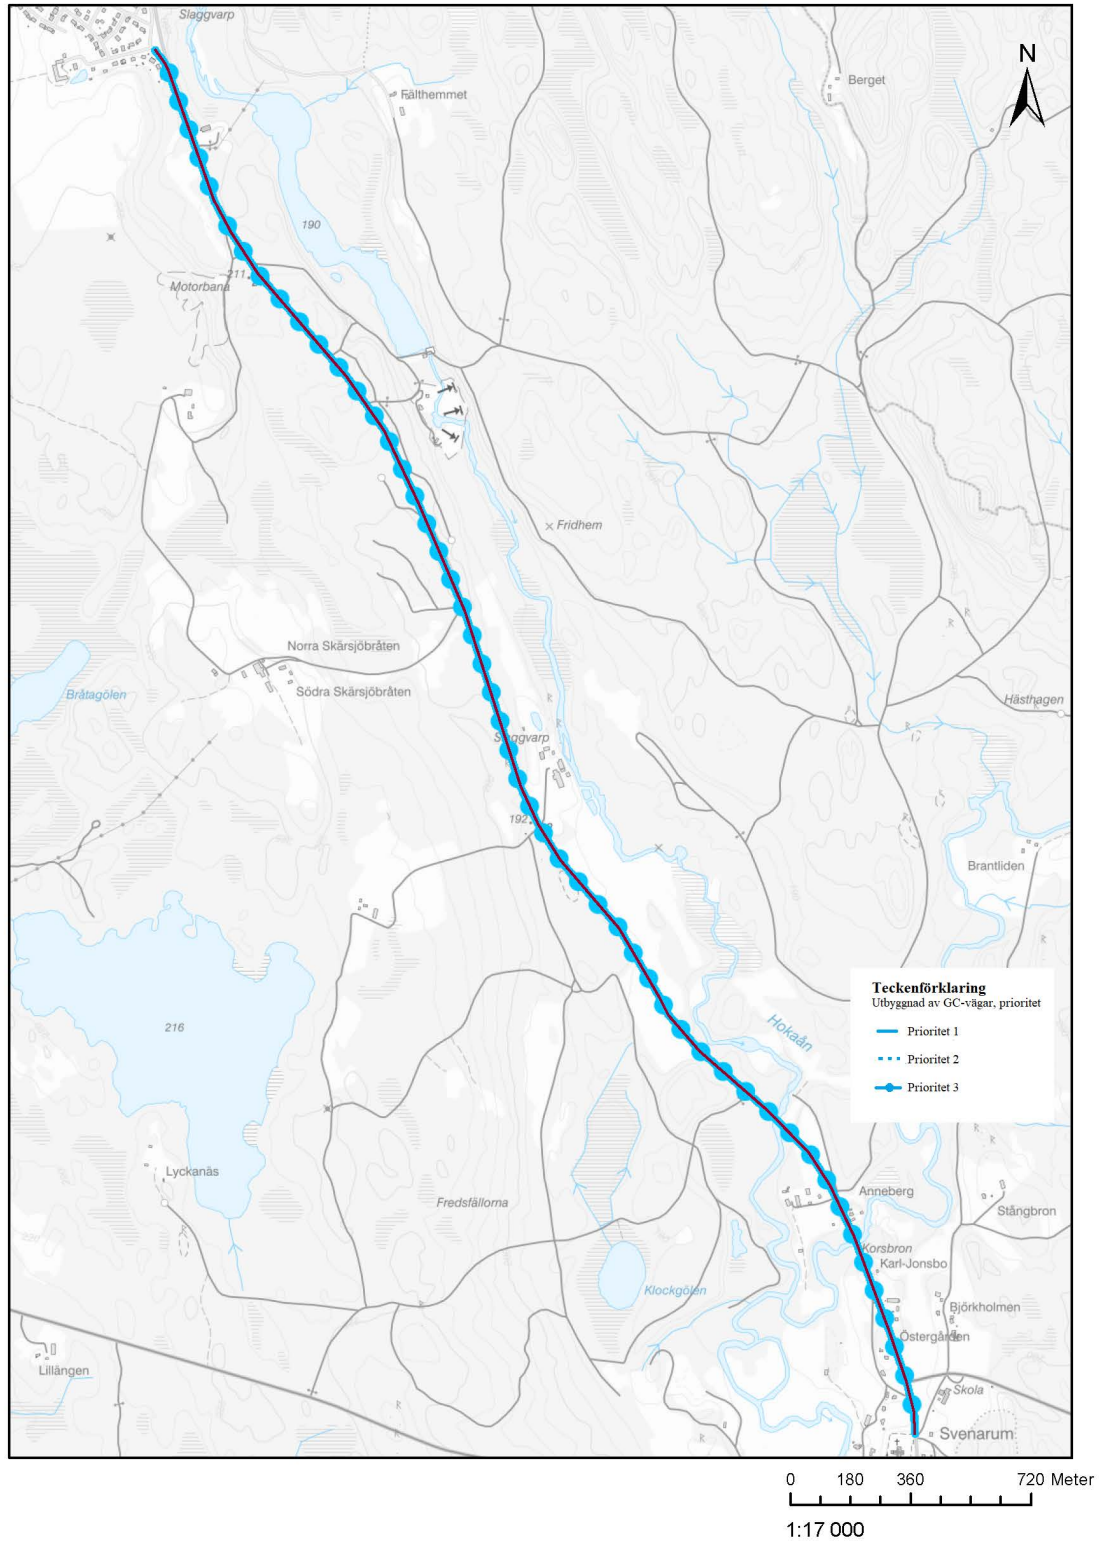 Slaggvarp
N
Berget
Fälthemmet
190
211
Motorbana
Fridhem
Norra Skärsjöbråten
Södra Skärsjöbråten
Bråtagölen
Hästhagen
Slaggvarp
192
Brantliden
216
Hokaån
Teckenförklaring
Utbyggnad av GC-vägar, prioritet
Prioritet 1
Prioritet 2
Prioritet 3
Lyckanäs
Fredsfällorna
Anneberg
Stångbron
Korsbron
Karl-Jonsbo
Klockgölen
Björkholmen
Östergården
Lillängen
Skola
Svenarum
0 180 360 720 Meter
1:17 000